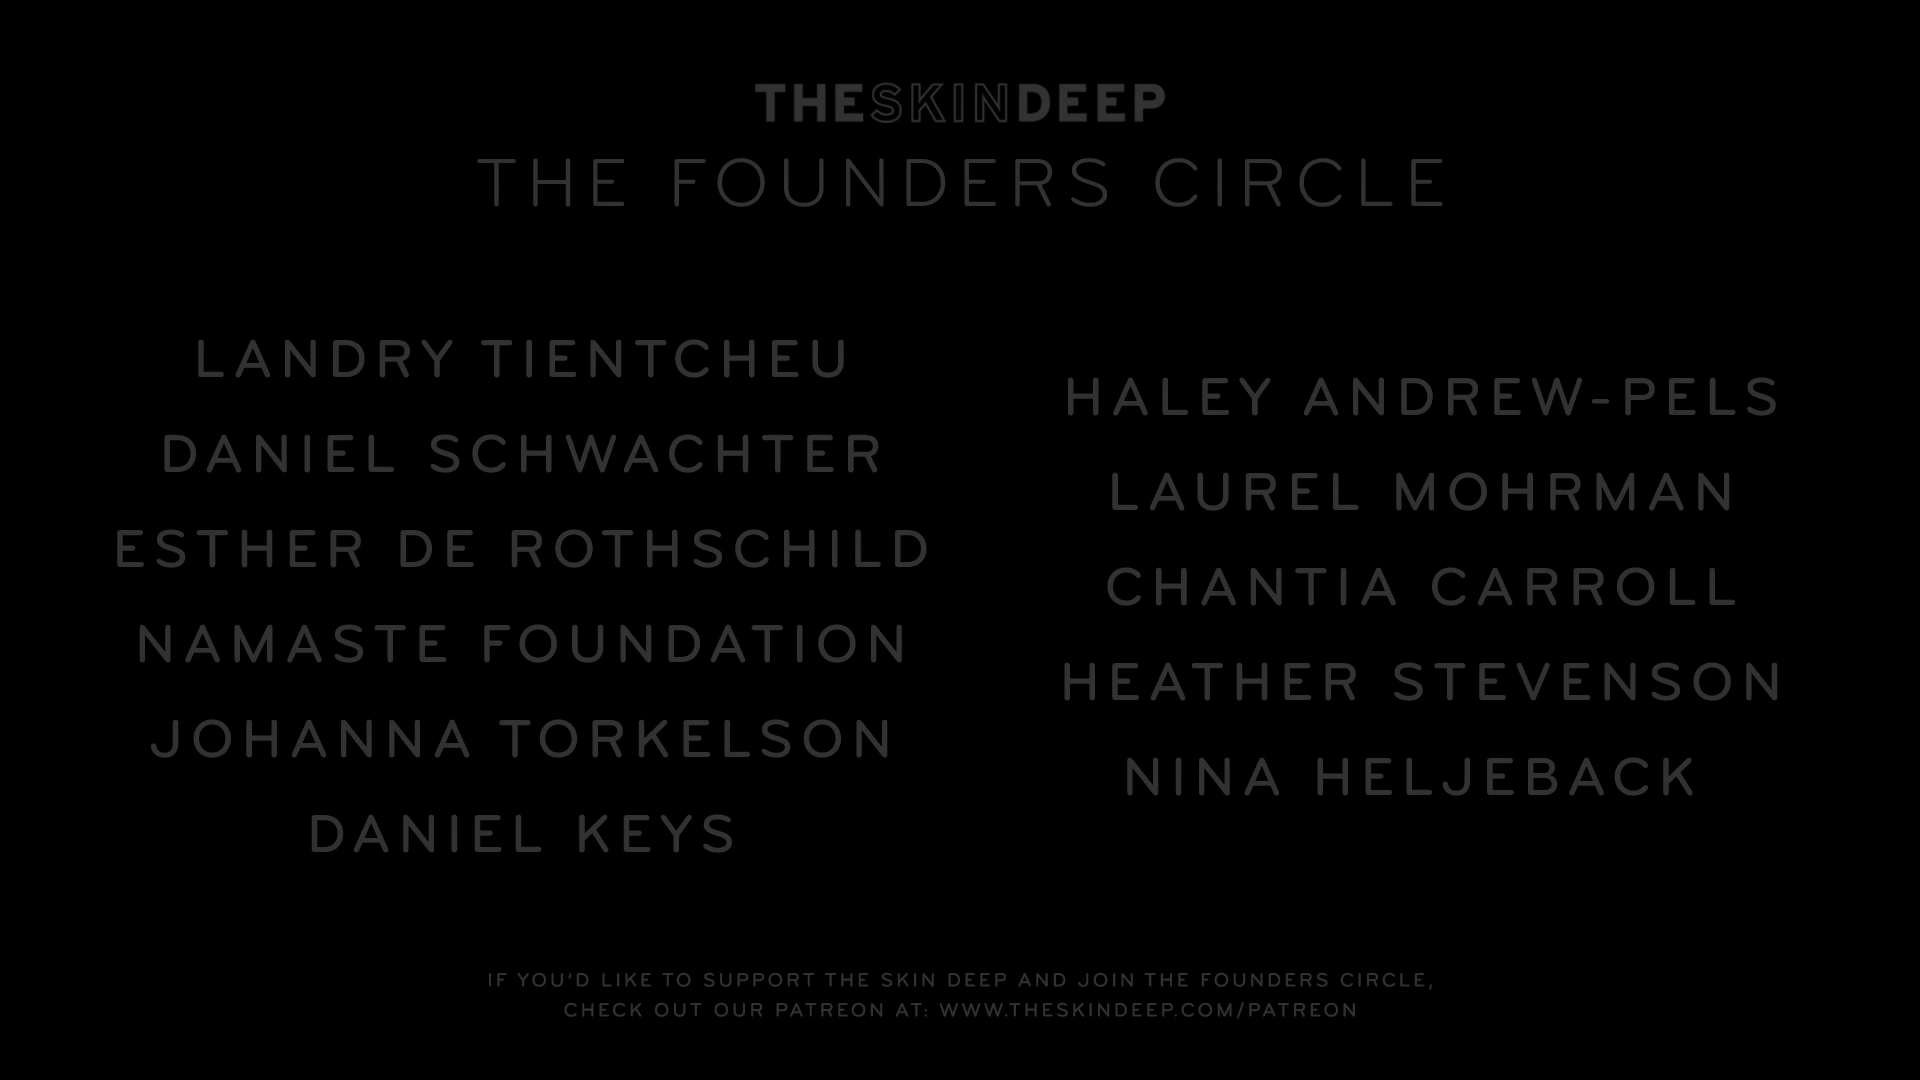 THESKINDEEP
THE FOUNDERS CIRCLE
LANDRY TIENTCHEU
DANIEL SCHWACHTER
ESTHER DE ROTHSCHILD
NAMASTE FOUNDATION
JOHANNA TORKELSON
DANIEL KEYS
HALEY ANDREW-PELS
LAUREL MOHRMAN
CHANTIA CARROLL
HEATHER STEVENSON
NINA HELJEBACK
IF YOU'D LIKE TO SUPPORT THE SKIN DEEP AND JOIN THE FOUNDERS CIRCLE,
CHECK OUT OUR PATREON AT: WWW.THESKINDEEP.COM/PATREON